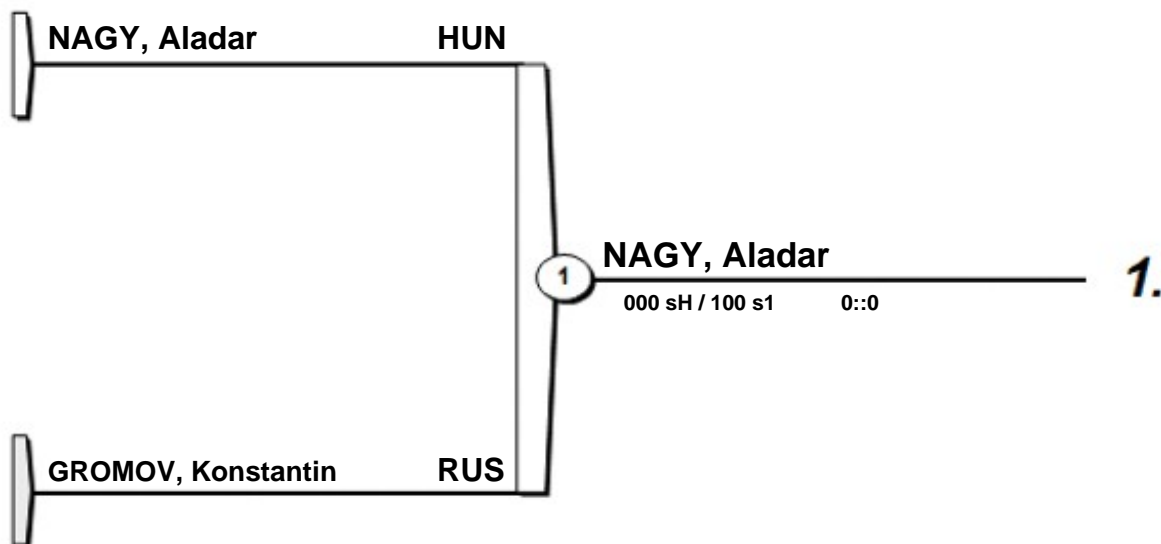 NAGY, Aladar HUN
1
NAGY, Aladar
1.
000 sH / 100 s1 0::0
GROMOV, Konstantin RUS